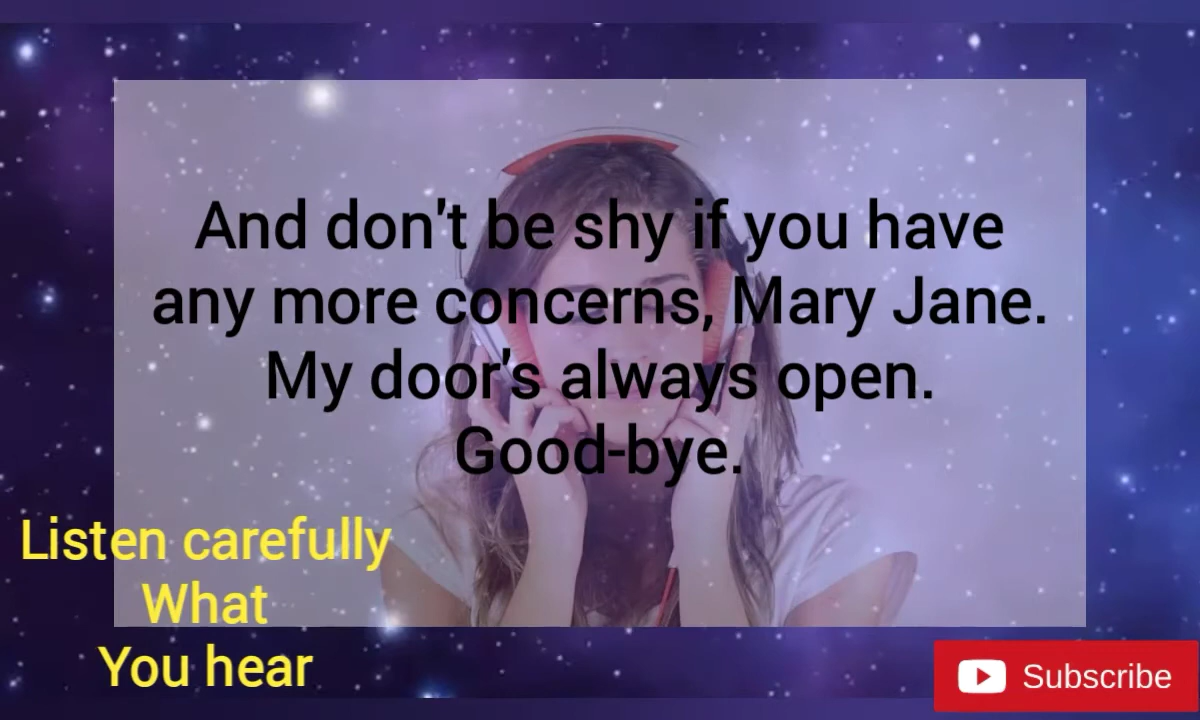 And don't be shy if you have
any more concerns, Mary Jane.
My door's always open.
Good-bye.
Listen carefully
What
You hear
Subscribe